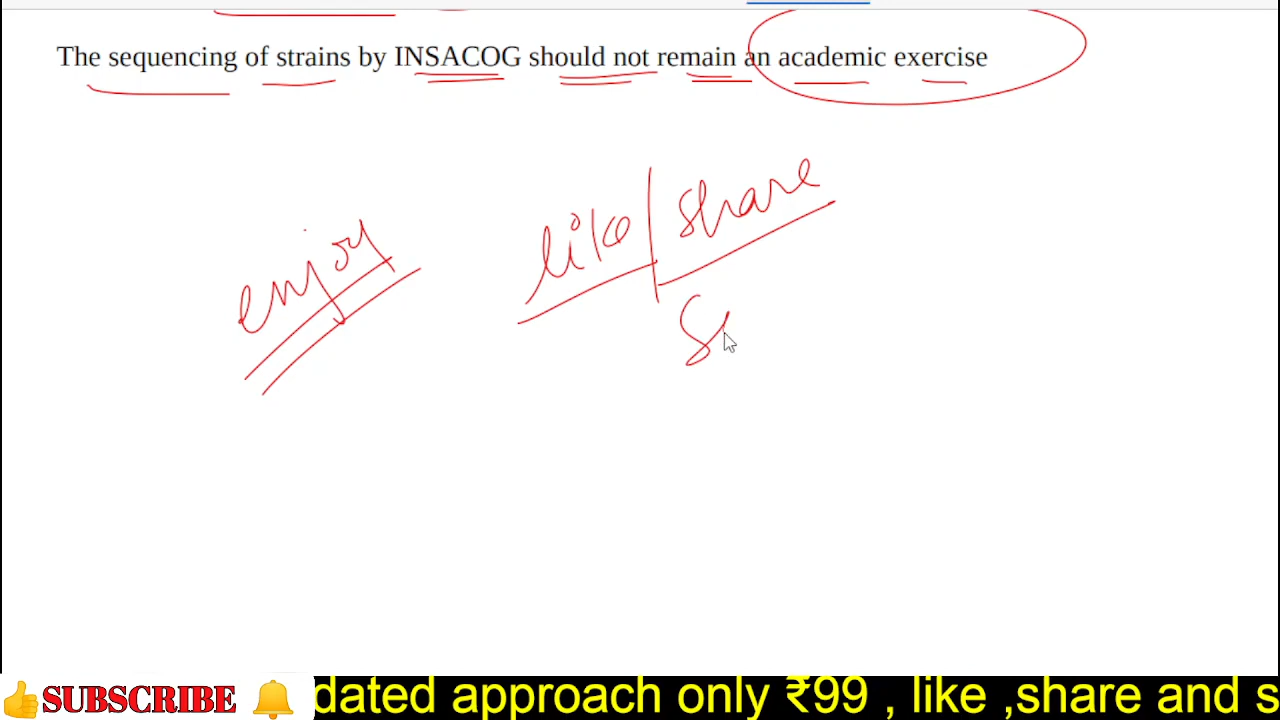 The sequencing of strains by INSACOG should not remain an academic exercise
enjoy
like / share
S
SUBSCRIBE
dated approach only ₹99 , like ,share and s